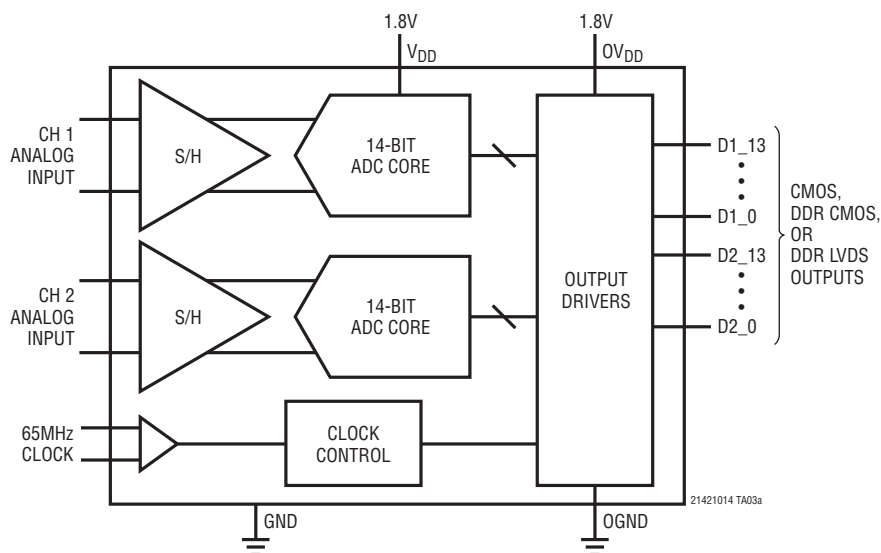 1.8V
1.8V
VDD
OVDD
CH 1
ANALOG
INPUT
S/H
14-BIT
ADC CORE
D1_13
D1_0
CH 2
ANALOG
INPUT
S/H
14-BIT
ADC CORE
OUTPUT
DRIVERS
D2_13
D2_0
CMOS,
DDR CMOS,
OR
DDR LVDS
OUTPUTS
65MHz
CLOCK
CLOCK
CONTROL
GND
OGND
21421014 TA03a